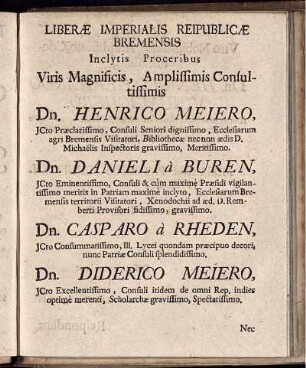 LIBERÆ IMPERIALIS REIPUBLICÆ
BREMENSIS
Inclytis Proceribus
Viris Magnificis, Amplissimis Consul-
tissimis
Dn. HENRICO MEIERO,
JCto Præclarissimo, Consuli Seniori dignissimo, Ecclesiarum
agri Bremensis Visitatori, Bibliothecæ necnon ædis D.
Michaëlis Inspectoris gravissimo, Meritissimo.
Dn. DANIELI à BUREN,
JCto Eminentissimo, Consuli & cum maximè Præsidi vigilan-
tissimo meritis in Patriam maximè inclyto, Ecclesiarum Bre-
mensis territorii Visitatori, Xenodochii ad æd. D. Rem-
berti Provisori fidissimo, gravissimo.
Dn. CASPARO à RHEDEN,
JCto Consummatissimo, Ill. Lycei quondam præcipuo decori,
nunc Patriæ Consuli splendidissimo.
Dn. DIDERICO MEIERO,
JCto Excellentissimo, Consuli itidem de omni Rep. indies
optimè merenti, Scholarchæ gravissimo, Spectatissimo.
Nec